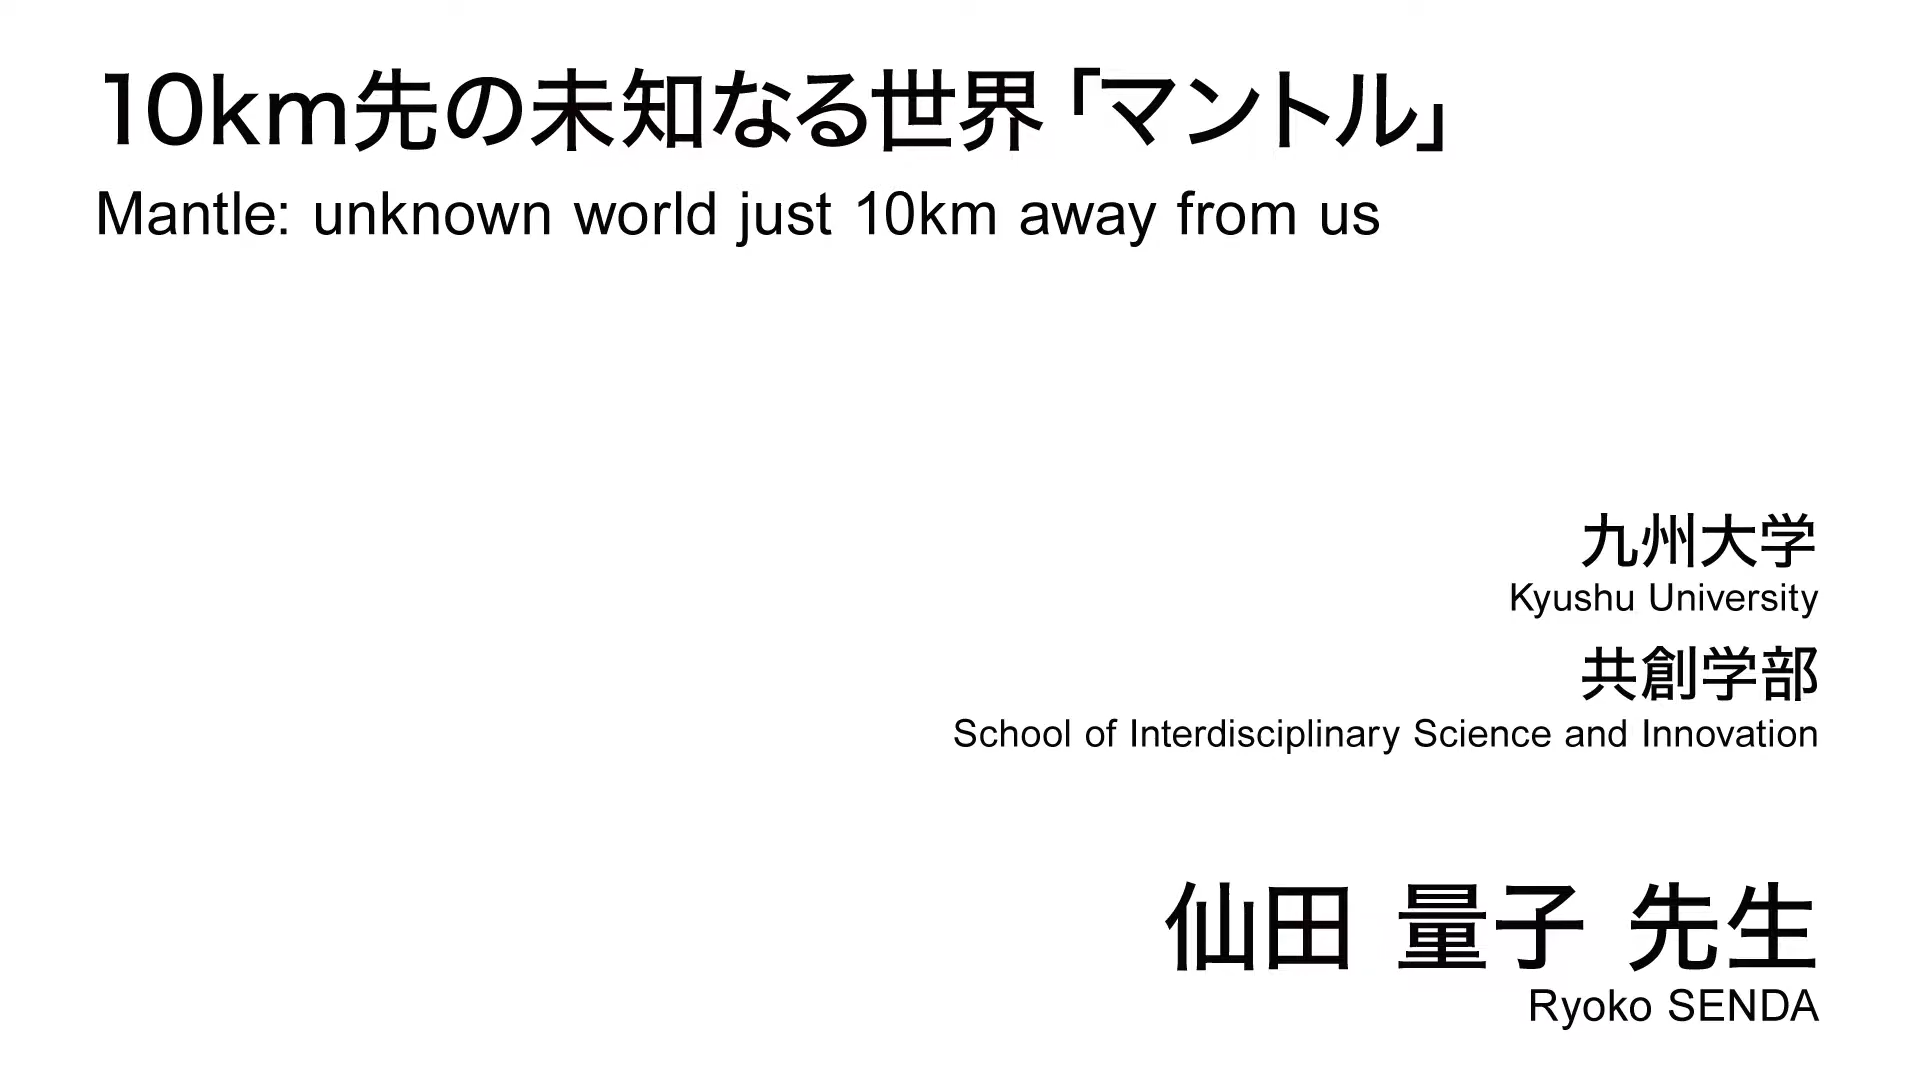 10km先の未知なる世界「マントル」
Mantle: unknown world just 10km away from us
九州大学
Kyushu University
共創学部
School of Interdisciplinary Science and Innovation
仙田 量子 先生
Ryoko SENDA